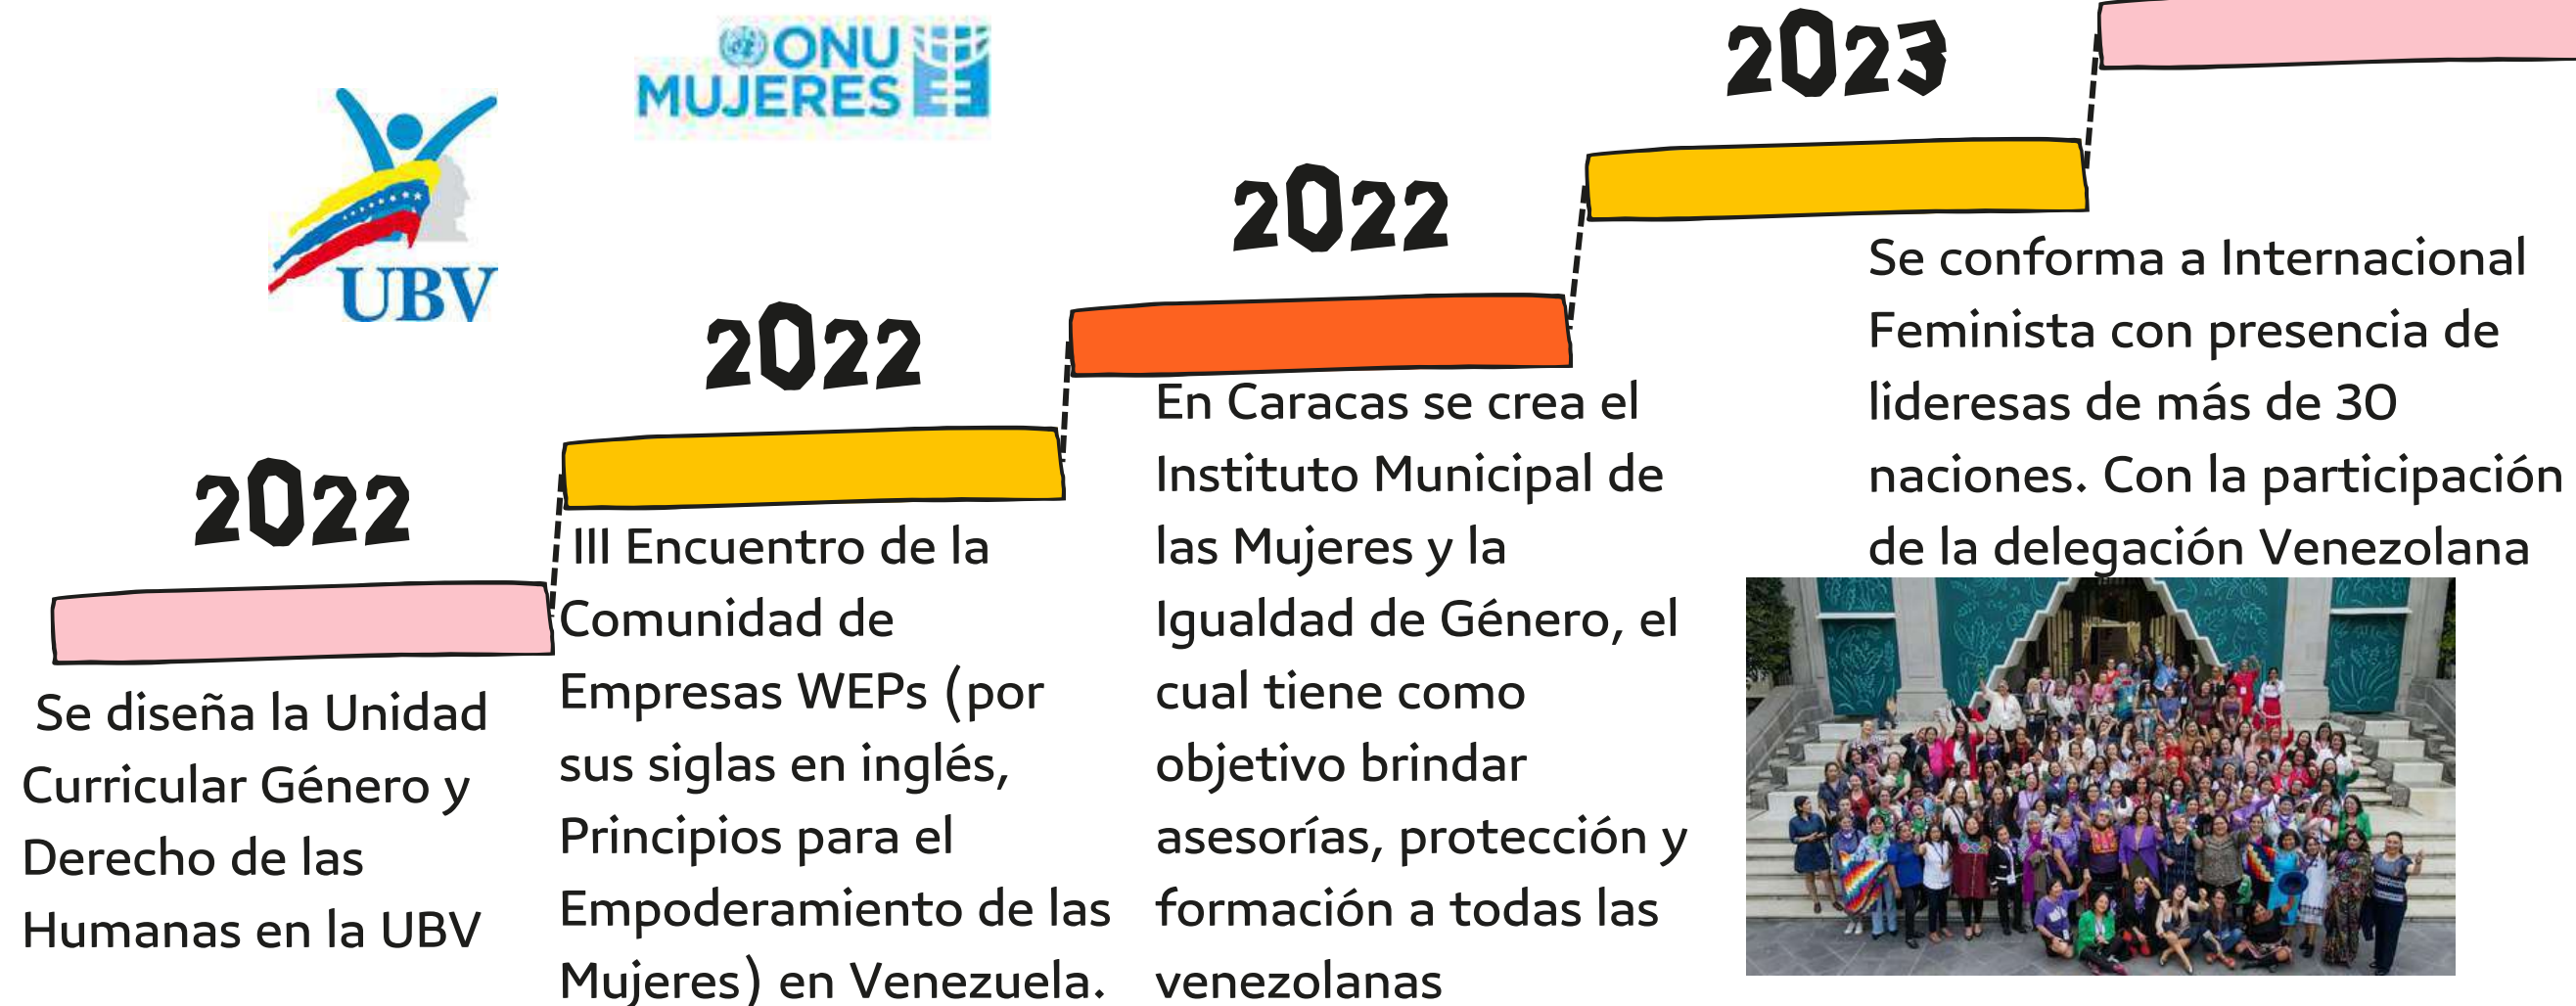 ONU
MUJERES
UBV
2022
Se diseña la Unidad
Curricular Género y
Derecho de las
Humanas en la UBV
2022
III Encuentro de la
Comunidad de
Empresas WEPs (por
sus siglas en inglés,
Principios para el
Empoderamiento de las
Mujeres) en Venezuela.
2022
En Caracas se crea el
Instituto Municipal de
las Mujeres y la
Igualdad de Género, el
cual tiene como
objetivo brindar
asesorías, protección y
formación a todas las
venezolanas
2023
Se conforma a Internacional
Feminista con presencia de
lideresas de más de 30
naciones. Con la participación
de la delegación Venezolana